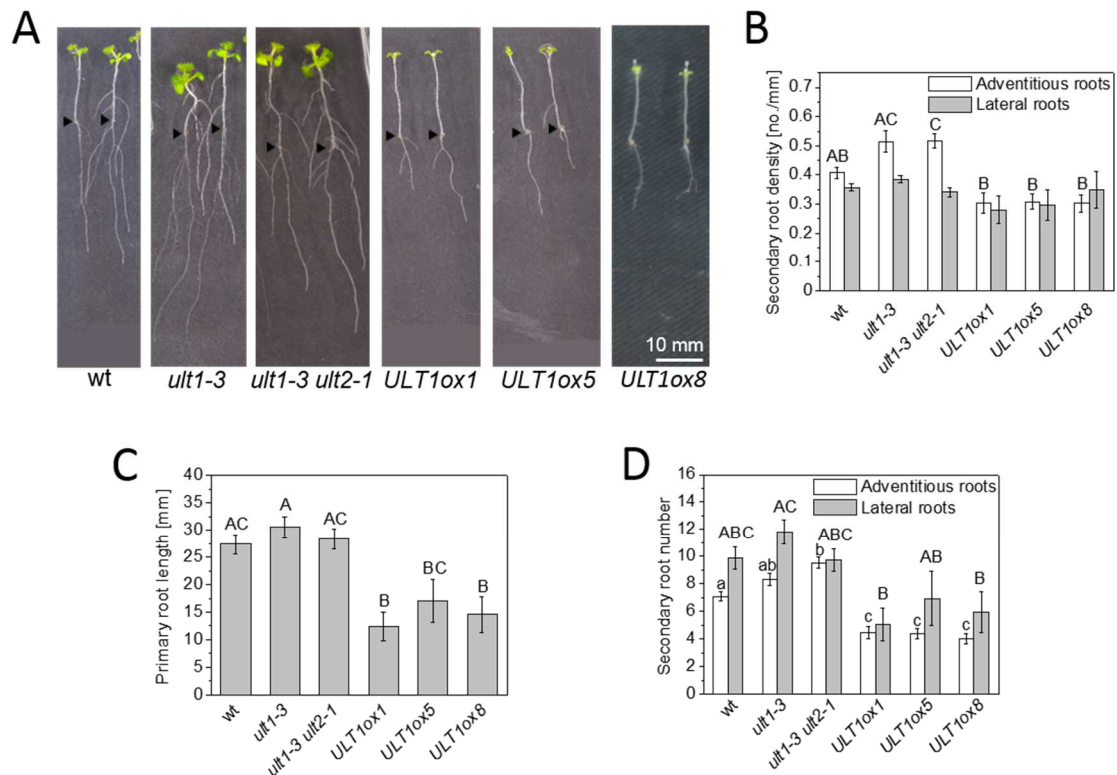 A
wt
ult1-3
ult1-3 ult2-1
ULT1ox1
ULT1ox5
ULT1ox8
10 mm
B
Secondary root density [no./mm]
Adventitious roots
Lateral roots
0.6
0.5
0.4
0.3
0.2
0.1
0
AB
AC
C
B
B
B
wt
ult1-3
ult1-3 ult2-1
ULT1ox1
ULT1ox5
ULT1ox8
C
Primary root length [mm]
40
35
30
25
20
15
10
5
0
AC
A
AC
B
BC
B
wt
ult1-3
ult1-3 ult2-1
ULT1ox1
ULT1ox5
ULT1ox8
D
Secondary root number
Adventitious roots
Lateral roots
16
14
12
10
8
6
4
2
0
a
ABC
ab
AC
b
ABC
c
B
c
AB
c
B
wt
ult1-3
ult1-3 ult2-1
ULT1ox1
ULT1ox5
ULT1ox8